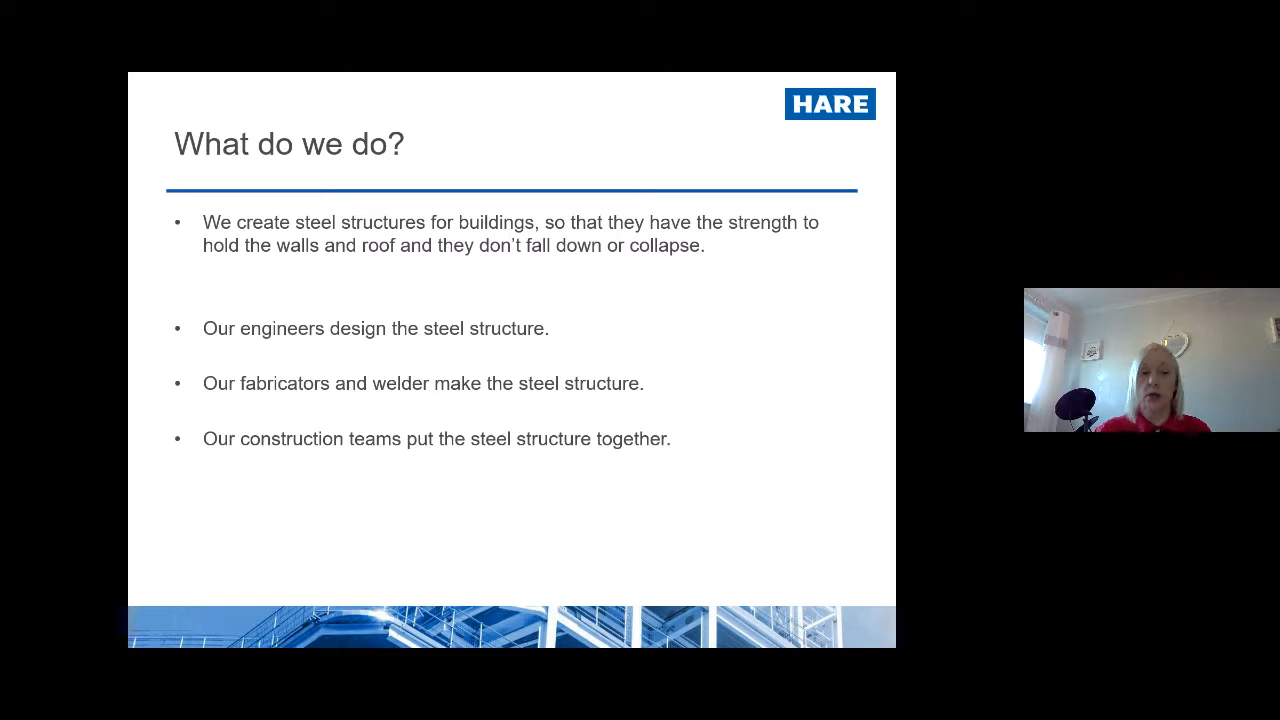 HARE
What do we do?
• We create steel structures for buildings, so that they have the strength to
hold the walls and roof and they don't fall down or collapse.
• Our engineers design the steel structure.
• Our fabricators and welder make the steel structure.
• Our construction teams put the steel structure together.